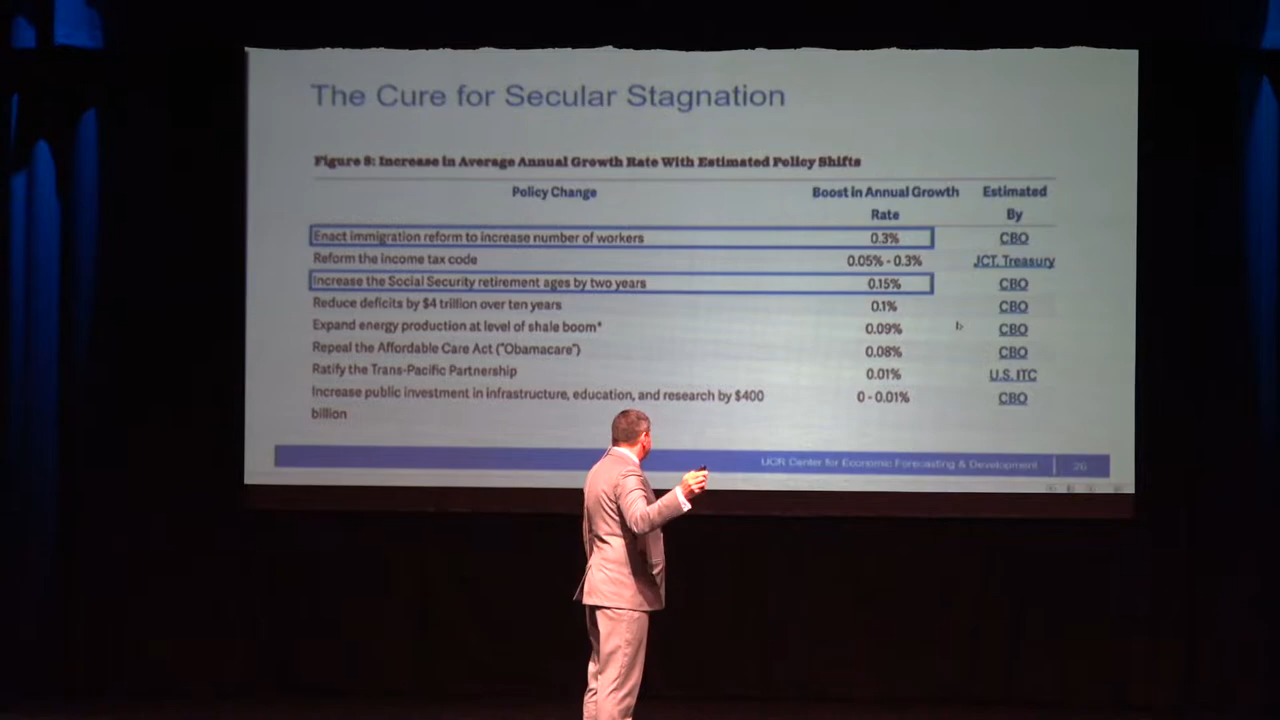 The Cure for Secular Stagnation
Figure 8: Increase in Average Annual Growth Rate With Estimated Policy Shifts
Policy Change Boost in Annual Growth Rate Estimated By
Enact immigration reform to increase number of workers 0.3% CBO
Reform the income tax code 0.05% - 0.3% JCT, Treasury
Increase the Social Security retirement ages by two years 0.15% CBO
Reduce deficits by $4 trillion over ten years 0.1% CBO
Expand energy production at level of shale boom* 0.09% CBO
Repeal the Affordable Care Act ("Obamacare") 0.08% CBO
Ratify the Trans-Pacific Partnership 0.01% U.S. ITC
Increase public investment in infrastructure, education, and research by $400 0 - 0.01% CBO
billion
UCR Center for Economic Forecasting & Development 26